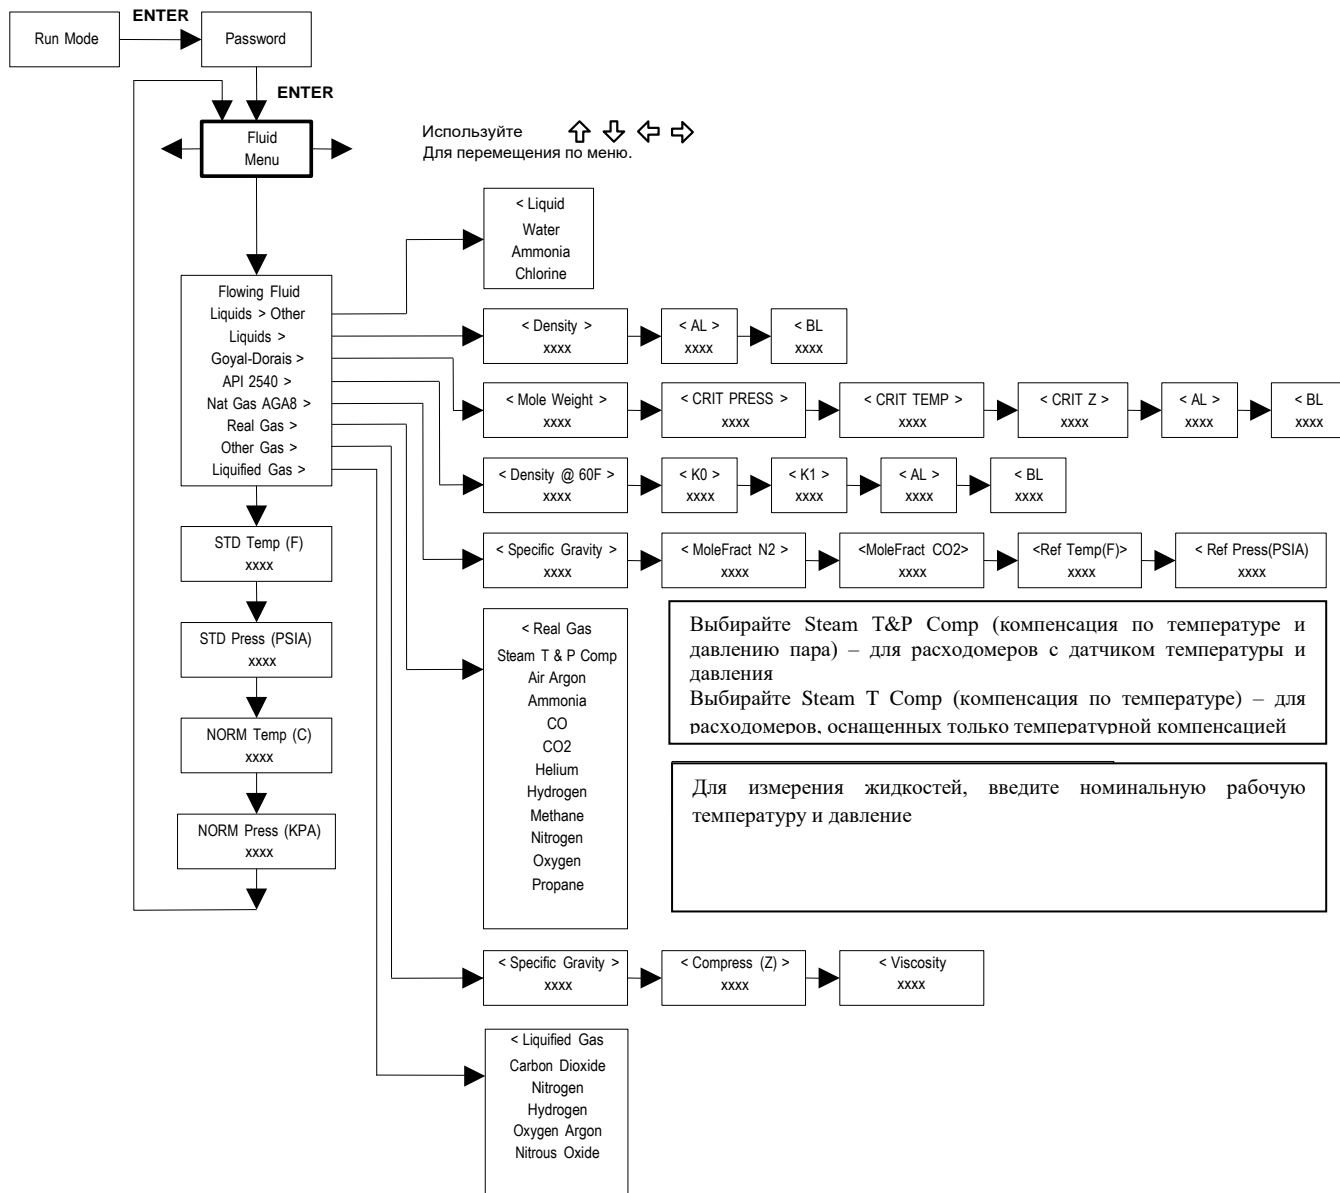 ENTER
Run Mode
Password
ENTER
Fluid
Menu
Используйте
Для перемещения по меню.
< Liquid
Water
Ammonia
Chlorine
Flowing Fluid
Liquids > Other
Liquids >
Goyal-Dorais >
API 2540 >
Nat Gas AGA8 >
Real Gas >
Other Gas >
Liquified Gas >
< Density >
xxxx
< AL >
xxxx
< BL
xxxx
< Mole Weight >
xxxx
< CRIT PRESS >
xxxx
< CRIT TEMP >
xxxx
< CRIT Z >
xxxx
< AL >
xxxx
< BL
xxxx
< Density @ 60F >
xxxx
< K0 >
xxxx
< K1 >
xxxx
< AL >
xxxx
< BL
xxxx
< Specific Gravity >
xxxx
< MoleFract N2 >
xxxx
<MoleFract CO2>
xxxx
<Ref Temp(F)>
xxxx
< Ref Press(PSIA)
xxxx
STD Temp (F)
xxxx
STD Press (PSIA)
xxxx
NORM Temp (C)
xxxx
NORM Press (KPA)
xxxx
< Real Gas
Steam T & P Comp
Air Argon
Ammonia
CO
CO2
Helium
Hydrogen
Methane
Nitrogen
Oxygen
Propane
Выбирайте Steam T&P Comp (компенсация по температуре и
давлению пара) – для расходомеров с датчиком температуры и
давления
Выбирайте Steam T Comp (компенсация по температуре) – для
расходомеров, оснащенных только температурной компенсацией
Для измерения жидкостей, введите номинальную рабочую
температуру и давление
< Specific Gravity >
xxxx
< Compress (Z) >
xxxx
< Viscosity
xxxx
< Liquified Gas
Carbon Dioxide
Nitrogen
Hydrogen
Oxygen Argon
Nitrous Oxide